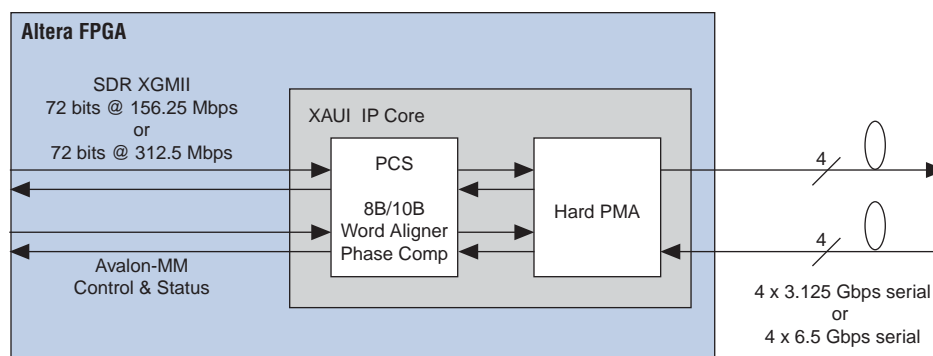 Altera FPGA
SDR XGMII
72 bits @ 156.25 Mbps
or
72 bits @ 312.5 Mbps
XAUI IP Core
PCS
8B/10B
Word Aligner
Phase Comp
Hard PMA
4
4
Avalon-MM
Control & Status
4 x 3.125 Gbps serial
or
4 x 6.5 Gbps serial